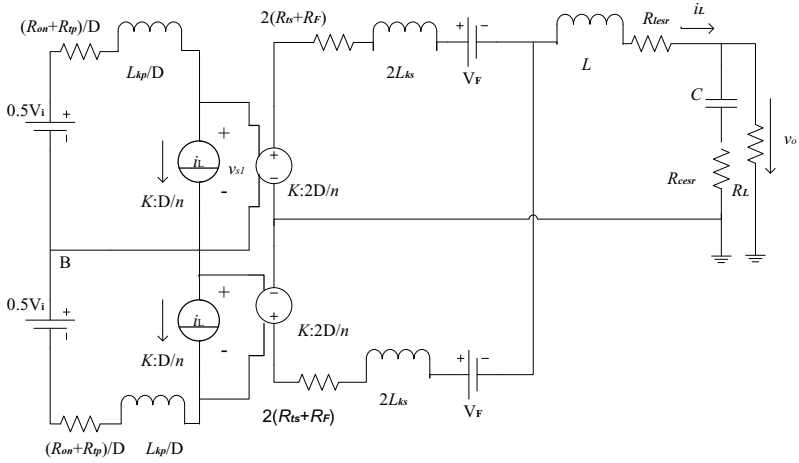 (Ron+Rtp)/D
Lkp/D
0.5Vi
+
-
iL
+
vs1
-
K:D/n
B
0.5Vi
+
-
iL
+
-
K:D/n
(Ron+Rtp)/D
Lkp/D
2(Rts+RF)
2Lks
+
-
VF
+
-
K:2D/n
-
+
K:2D/n
2(Rts+RF)
2Lks
+
-
VF
L
Rlesr
iL
C
Rcesr
RL
vo